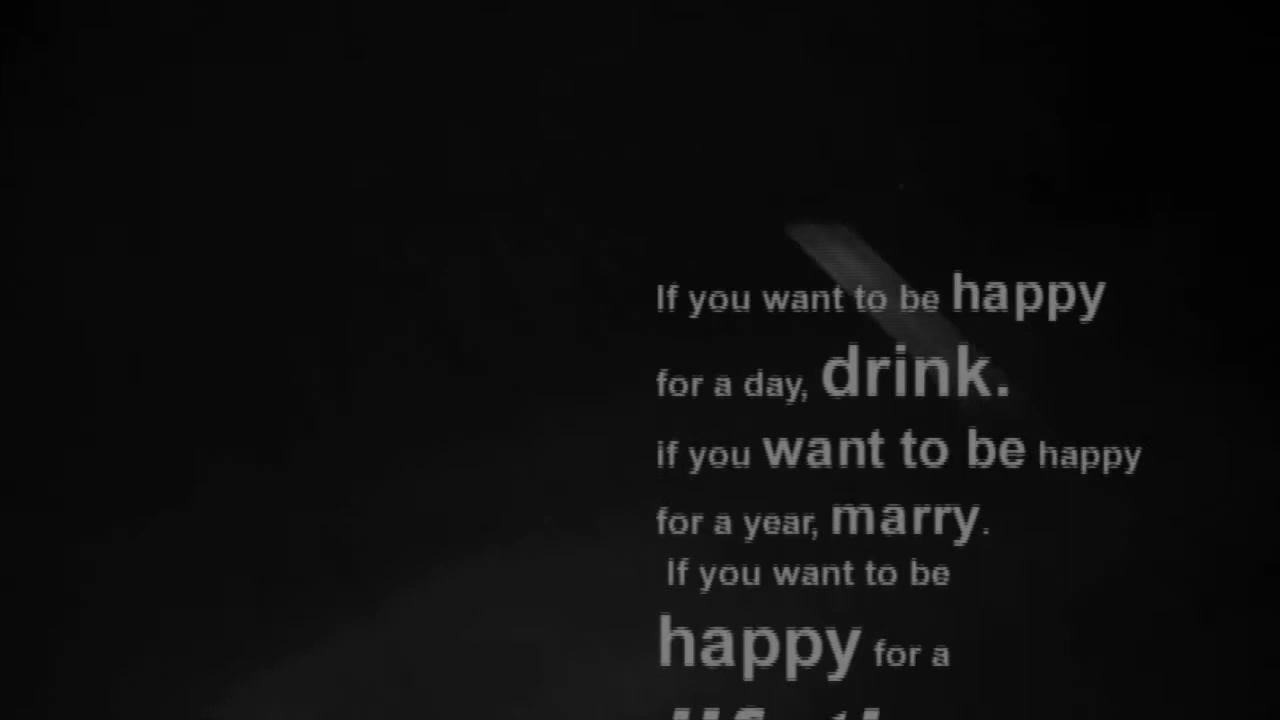 If you want to be happy
for a day, drink.
if you want to be happy
for a year, marry.
If you want to be
happy for a